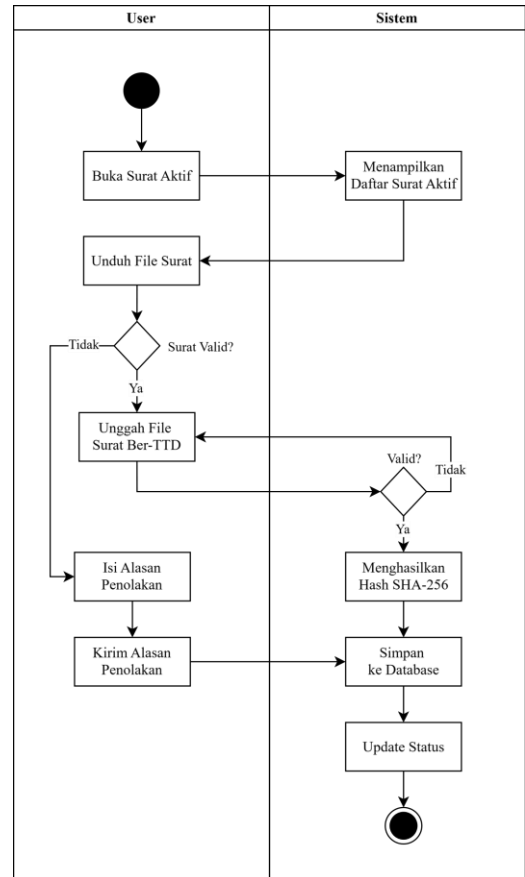 User
Sistem
Buka Surat Aktif
Menampilkan
Daftar Surat Aktif
Unduh File Surat
Tidak
Surat Valid?
Ya
Unggah File
Surat Ber-TTD
Valid?
Tidak
Ya
Isi Alasan
Penolakan
Menghasilkan
Hash SHA-256
Kirim Alasan
Penolakan
Simpan
ke Database
Update Status